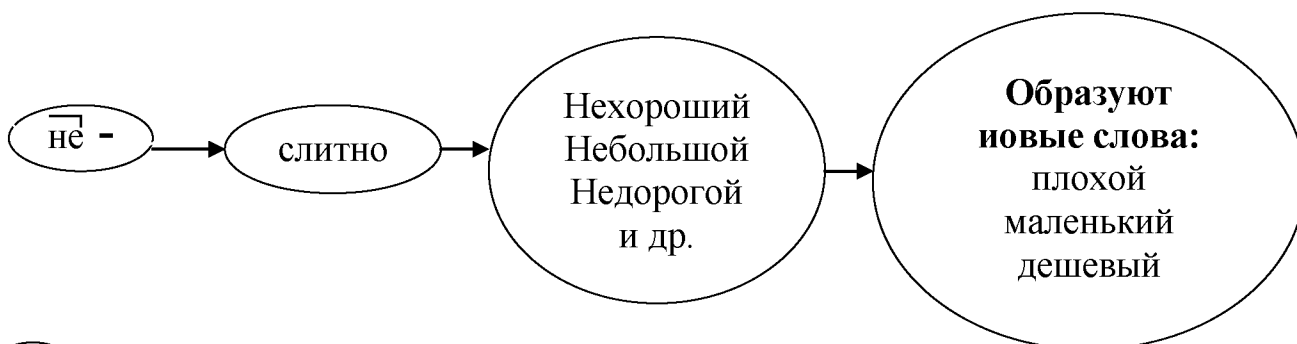 не -
слитно
Нехороший
Небольшой
Недорогой
и др.
Образуют
иовые слова:
плохой
маленький
дешевый